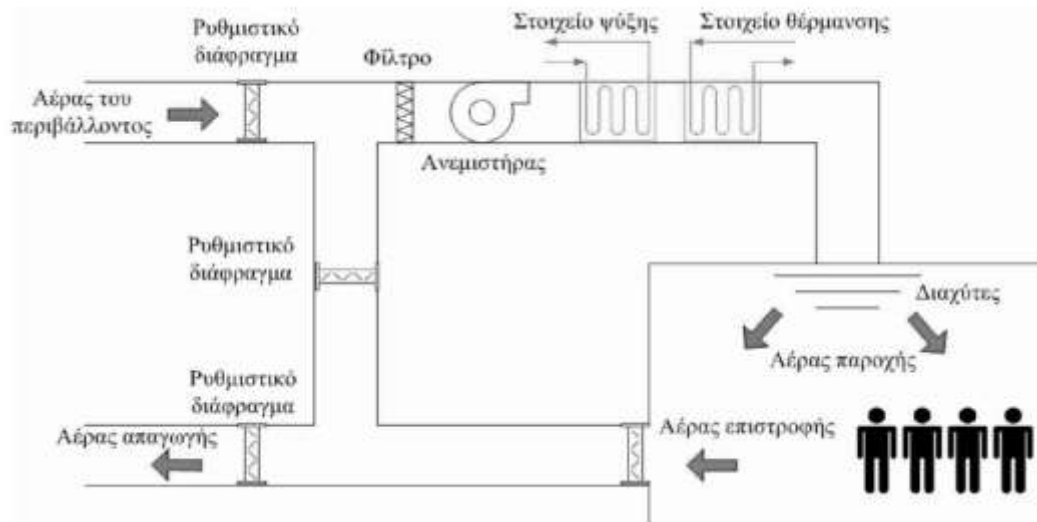 Ρυθμιστικό
διάφραγμα
Φίλτρο
Στοιχείο ψύξης
Στοιχείο θέρμανσης
Αέρας του
περιβάλλοντος
Ανεμιστήρας
Ρυθμιστικό
διάφραγμα
Διαχύτες
Αέρας παροχής
Ρυθμιστικό
διάφραγμα
Αέρας απαγωγής
Αέρας επιστροφής